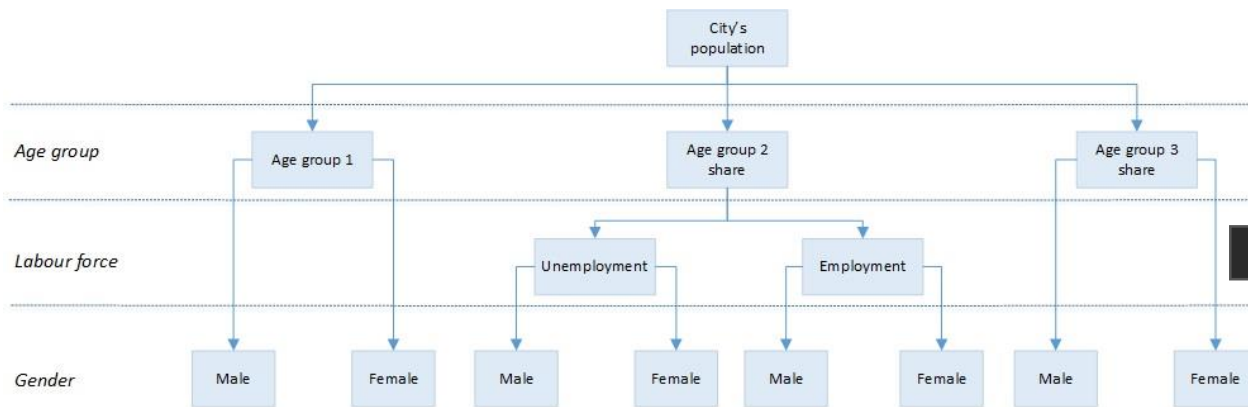 City's
population
Age group
Age group 1
Age group 2
share
Age group 3
share
Labour force
Unemployment
Employment
Gender
Male
Female
Male
Female
Male
Female
Male
Female